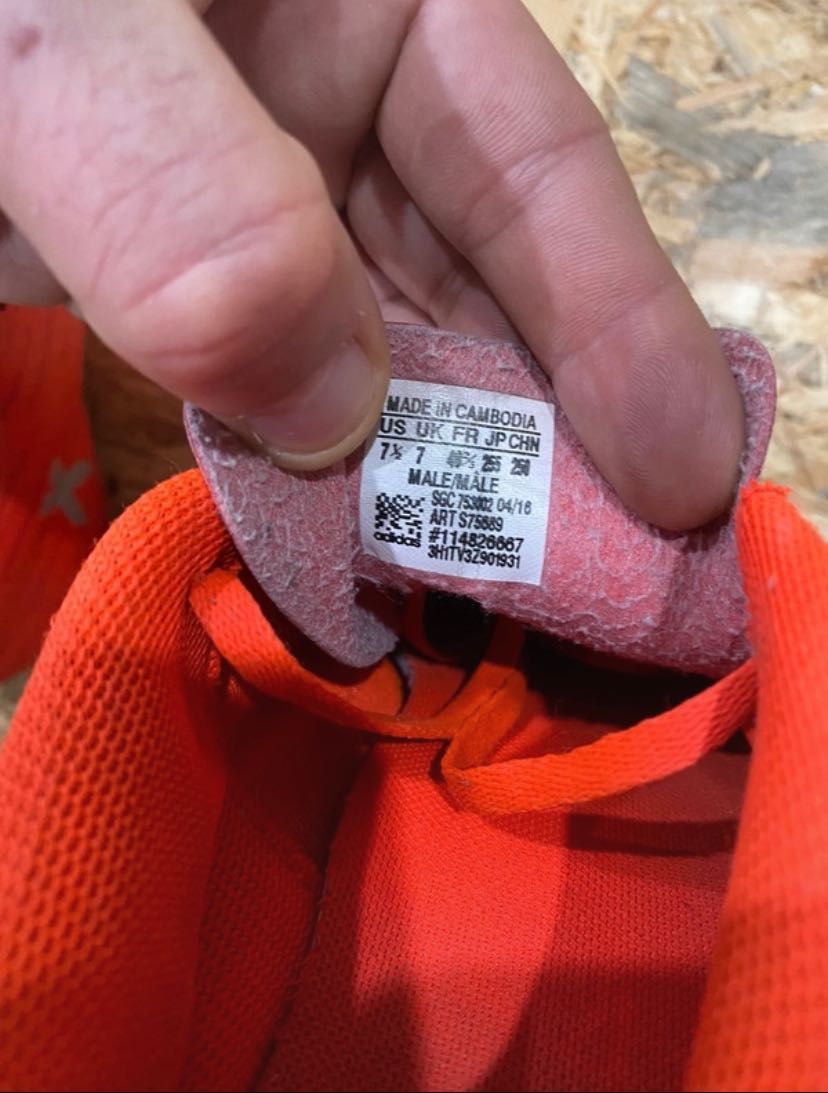 MADE IN CAMBODIA
US UK FR JP CHN
7½ 7 40⅔ 255 250
MALE/MÂLE
SGC 753002 04/16
ART S75689
adidas #114826667
3H1TV3Z901931
X